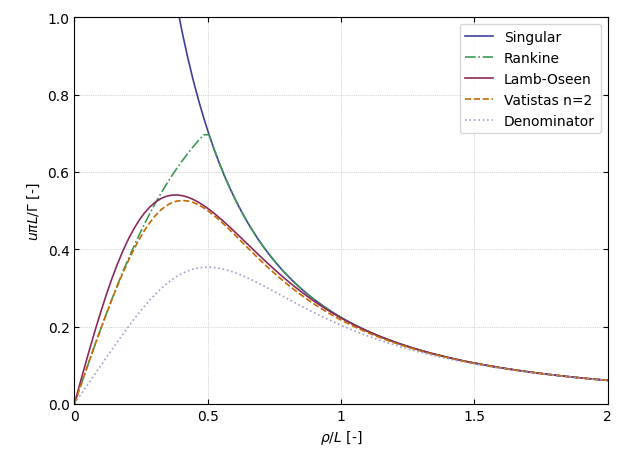 1.0
0.8
0.6
0.4
0.2
0.0
uπL/Γ [-]
Singular
Rankine
Lamb-Oseen
Vatistas n=2
Denominator
0 0.5 1 1.5 2
ρ/L [-]